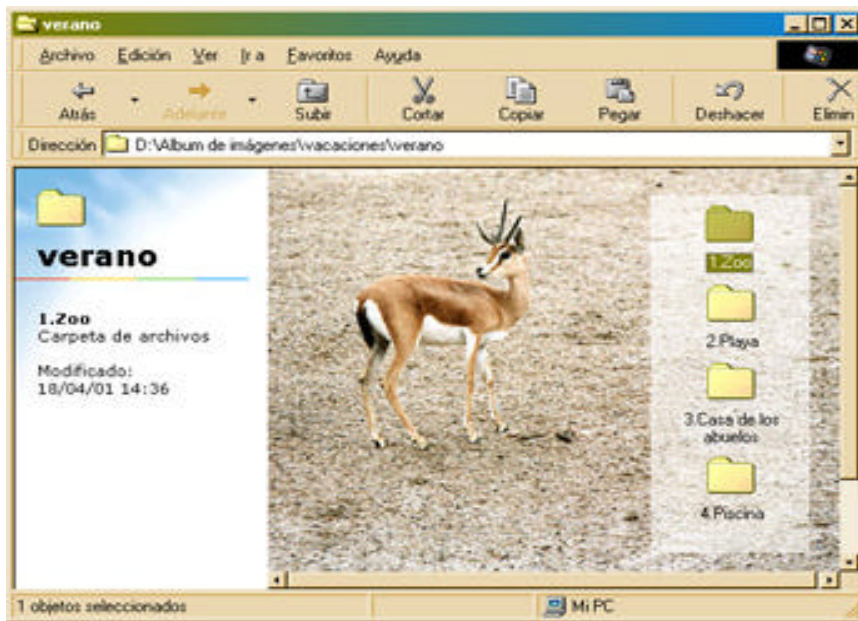 verano
Archivo Edición Ver Ir a Favoritos Ayuda
Atrás Adelante Subir Cortar Copiar Pegar Deshacer Elimin
Dirección D:\Album de imágenes\vacaciones\verano
verano
1.Zoo
Carpeta de archivos
Modificado:
18/04/01 14:36
1.Zoo
2.Playa
3.Casa de los
abuelos
4.Piscina
1 objetos seleccionados Mi PC